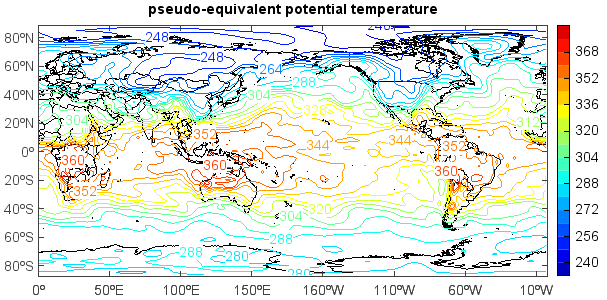 pseudo-equivalent potential temperature
80°N
60°N
40°N
20°N
0°
20°S
40°S
60°S
80°S
0°
50°E
100°E
150°E
160°W
110°W
60°W
10°W
368
352
336
320
304
288
272
256
240
248
248
248
264
288
304
304
320
352
344
344
352
360
360
360
352
304
320
288
288
280
280